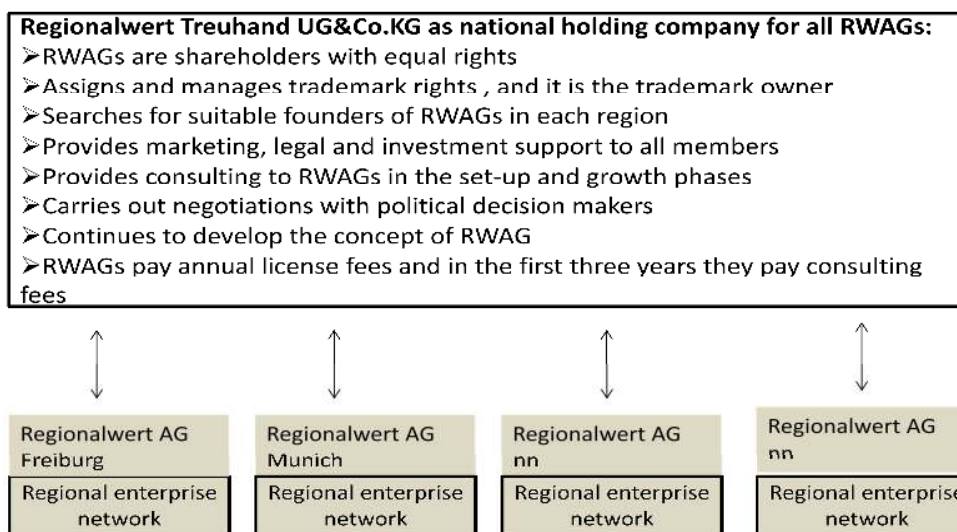 Regionalwert Treuhand UG&Co.KG as national holding company for all RWAGs:
➢RWAGs are shareholders with equal rights
➢Assigns and manages trademark rights , and it is the trademark owner
➢Searches for suitable founders of RWAGs in each region
➢Provides marketing, legal and investment support to all members
➢Provides consulting to RWAGs in the set-up and growth phases
➢Carries out negotiations with political decision makers
➢Continues to develop the concept of RWAG
➢RWAGs pay annual license fees and in the first three years they pay consulting
fees
Regionalwert AG
Freiburg
Regional enterprise
network
Regionalwert AG
Munich
Regional enterprise
network
Regionalwert AG
nn
Regional enterprise
network
Regionalwert AG
nn
Regional enterprise
network